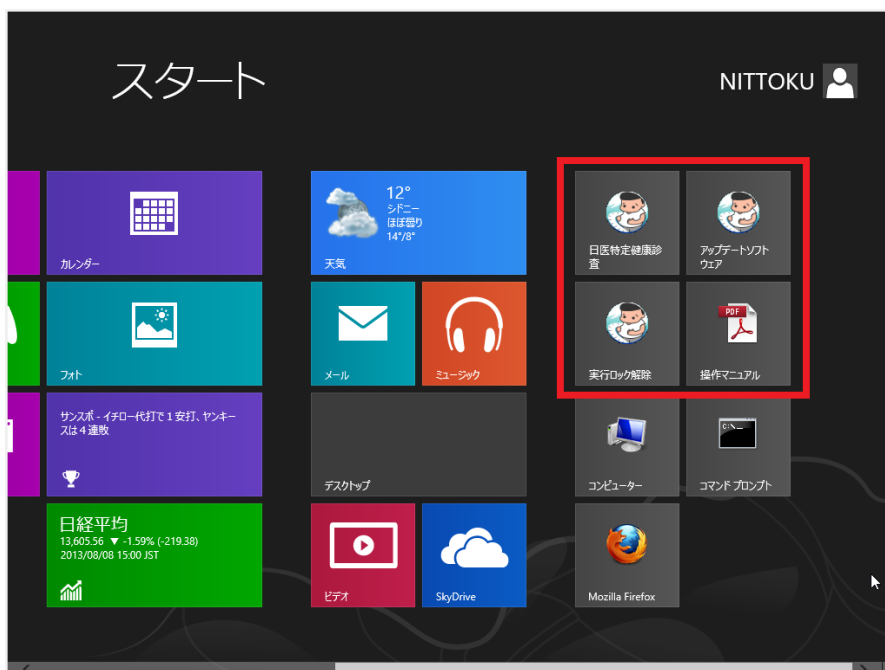 スタート
NITTOKU
カレンダー
フォト
サンスポ - イチロー代打で1安打、ヤンキー
スは4連敗
日経平均
13,605.56 ▼ -1.59% (-219.38)
2013/08/08 15:00 JST
12°
シドニー
ほぼ曇り
14°/8°
天気
メール
ミュージック
デスクトップ
ビデオ
SkyDrive
日医特定健康診
査
アップデートソフト
ウェア
実行ロック解除
PDF
操作マニュアル
コンピューター
C:\_
コマンド プロンプト
Mozilla Firefox